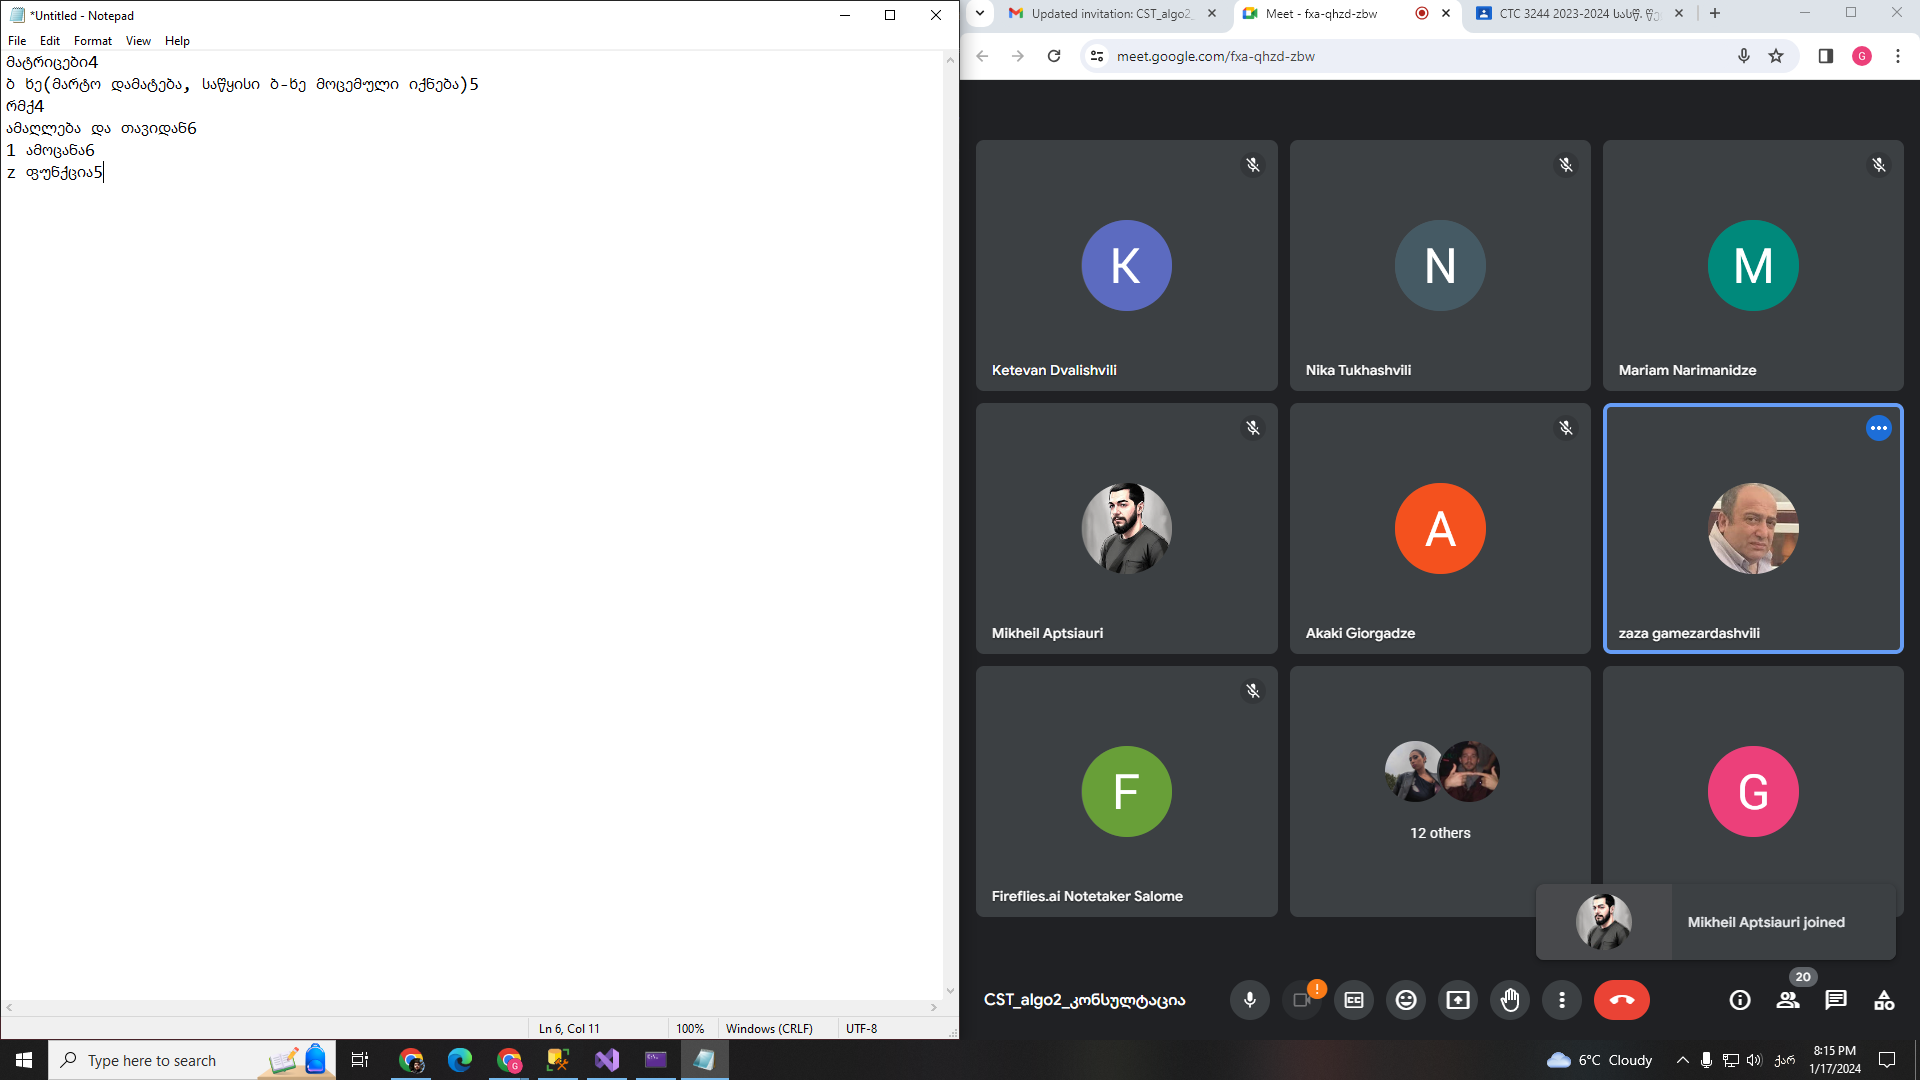 *Untitled - Notepad
File Edit Format View Help
მატრიცები4
ბ ხე(მარტო დამატება, საწყისი ბ-ხე მოცემული იქნება)5
რმქ4
ამაღლება და თავიდან6
1 ამოცანა6
z ფუნქცია5
Ln 6, Col 11
100%
Windows (CRLF)
UTF-8
Updated invitation: CST_algo2_
Meet - fxa-qhzd-zbw
CTC 3244 2023-2024 სასწ. წე
meet.google.com/fxa-qhzd-zbw
G
K
Ketevan Dvalishvili
N
Nika Tukhashvili
M
Mariam Narimanidze
Mikheil Aptsiauri
A
Akaki Giorgadze
zaza gamezardashvili
F
Fireflies.ai Notetaker Salome
12 others
G
Mikheil Aptsiauri joined
CST_algo2_კონსულტაცია
20
Type here to search
6°C Cloudy
ქარ
8:15 PM
1/17/2024